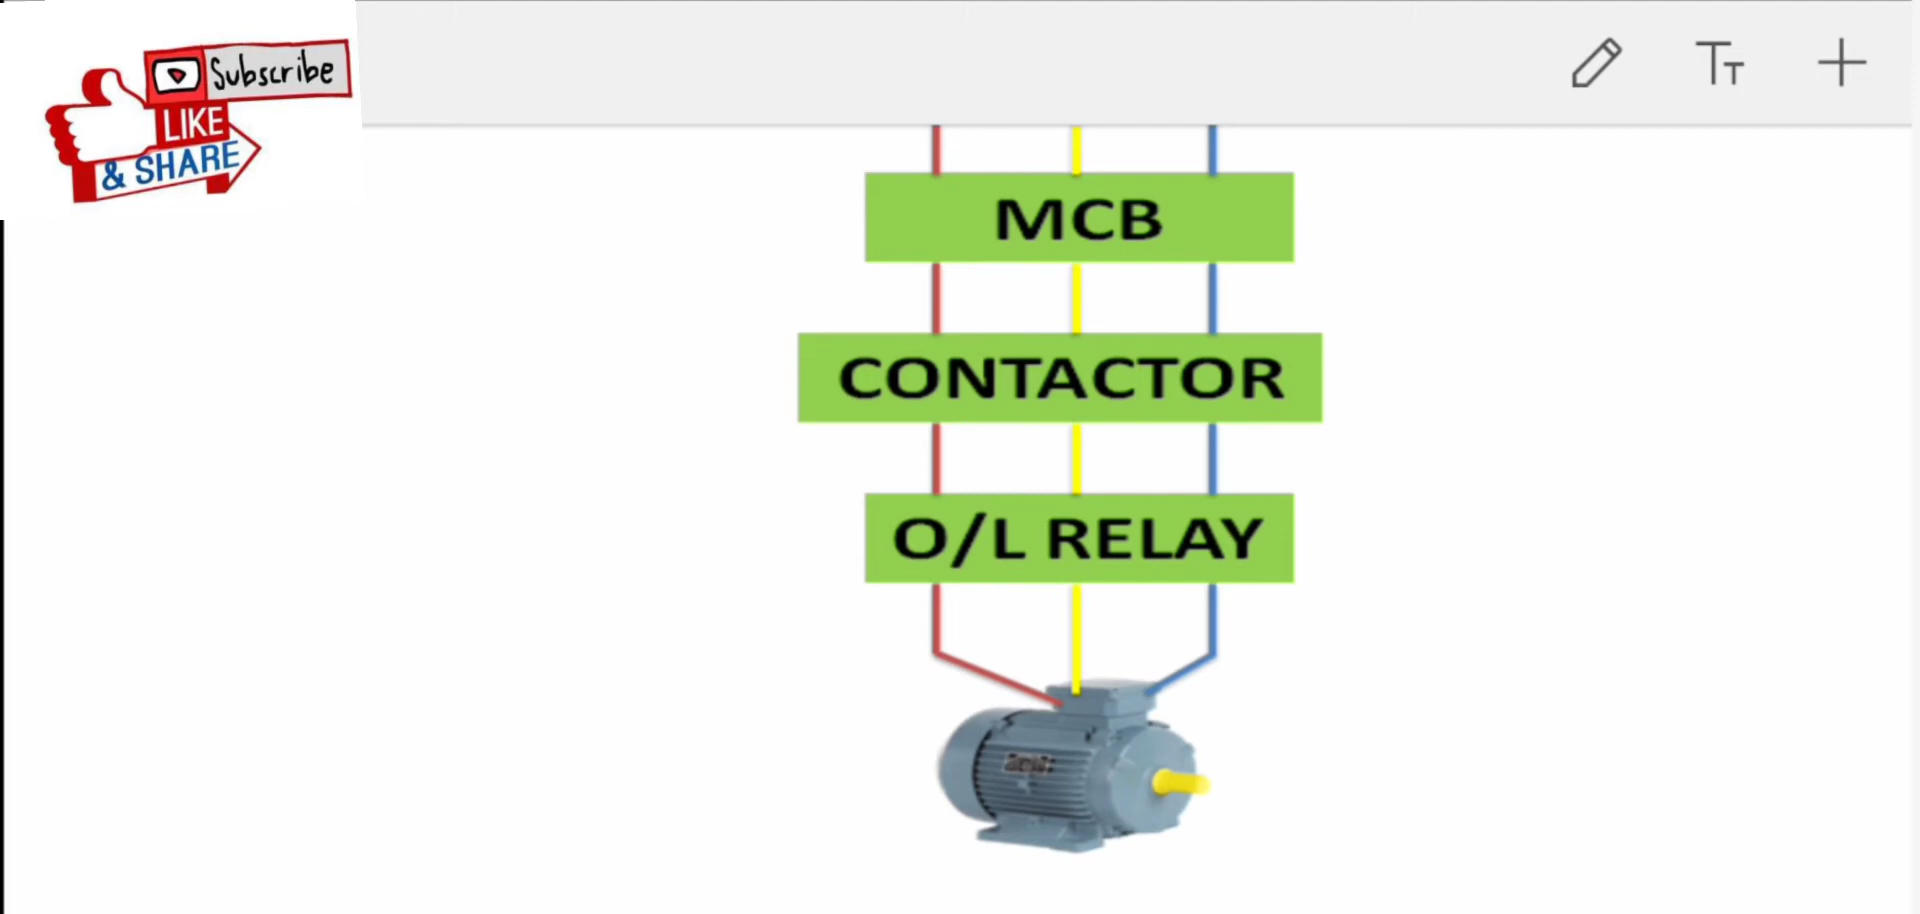 Subscribe
LIKE
& SHARE
MCB
CONTACTOR
O/L RELAY